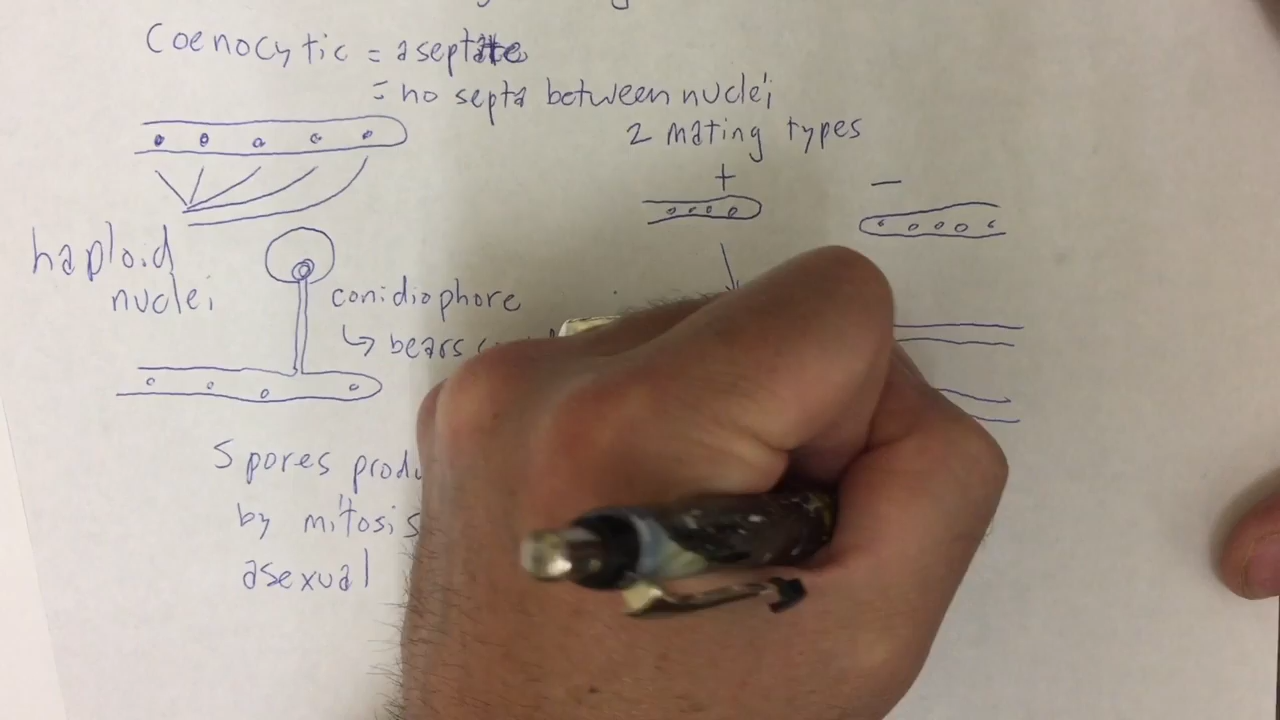 Coenocytic = aseptate
= no septa between nuclei
2 mating types
+ −
haploid
nuclei
conidiophore
↳ bears
Spores
by mitosis
asexual